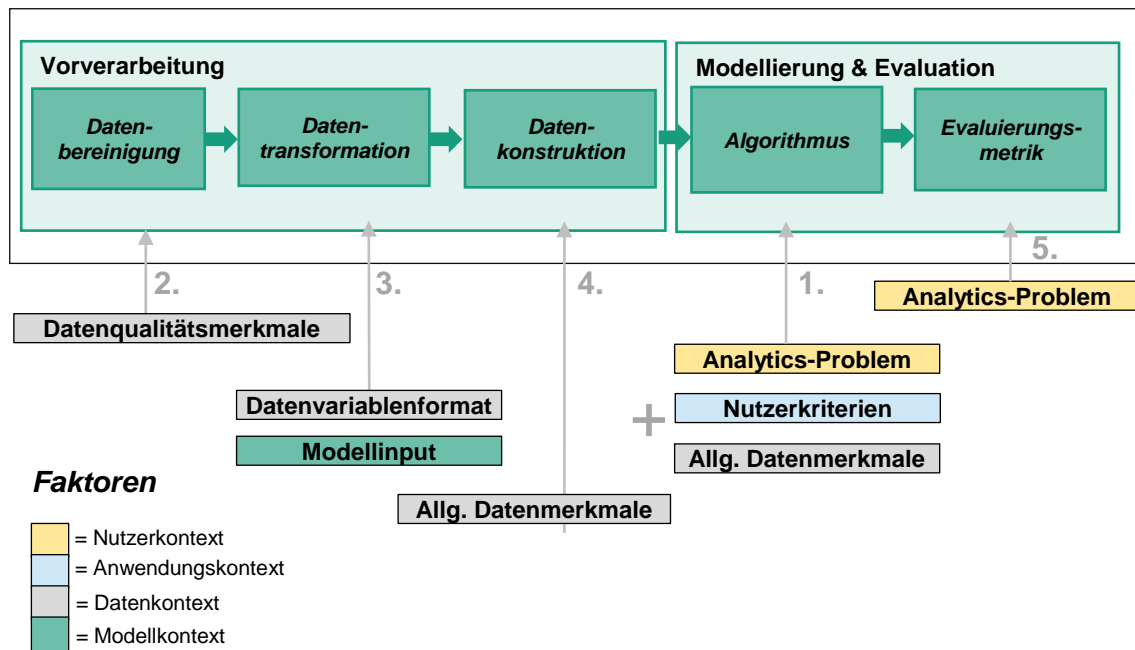 Vorverarbeitung
Daten-
bereinigung
Daten-
transformation
Daten-
konstruktion
Modellierung & Evaluation
Algorithmus
Evaluierungs-
metrik
2.
3.
4.
1.
5.
Datenqualitätsmerkmale
Datenvariablenformat
Modellinput
Allg. Datenmerkmale
+
Analytics-Problem
Nutzerkriterien
Allg. Datenmerkmale
Analytics-Problem
Faktoren
= Nutzerkontext
= Anwendungskontext
= Datenkontext
= Modellkontext